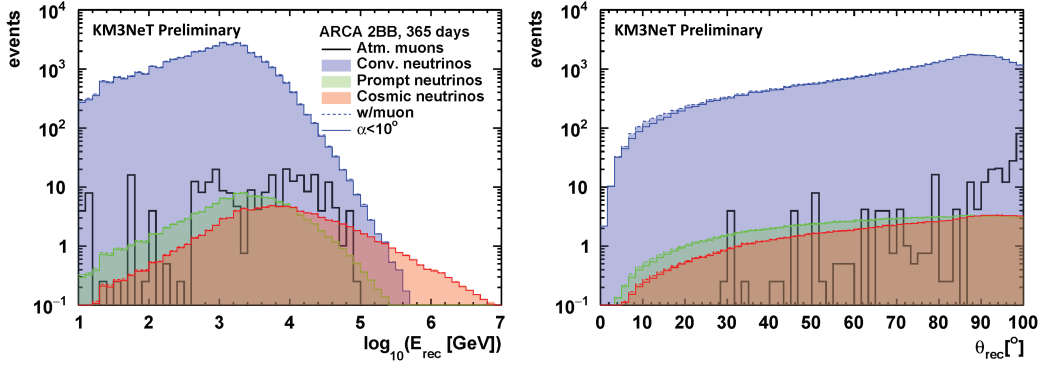 events
10⁴
10³
10²
10
1
10⁻¹
KM3NeT Preliminary
ARCA 2BB, 365 days
Atm. muons
Conv. neutrinos
Prompt neutrinos
Cosmic neutrinos
w/muon
α<10°
1 2 3 4 5 6 7
log₁₀(E_rec [GeV])
events
10⁴
10³
10²
10
1
10⁻¹
KM3NeT Preliminary
0 10 20 30 40 50 60 70 80 90 100
θ_rec[°]